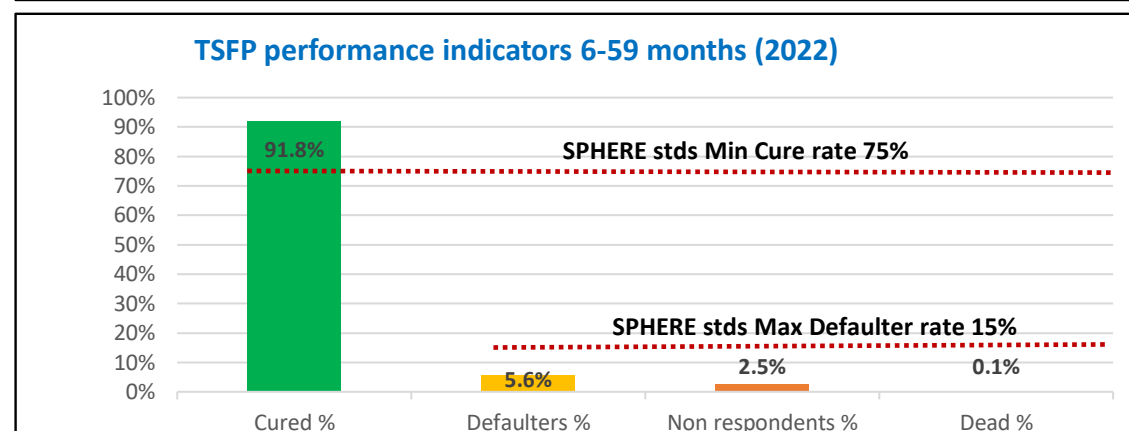 TSFP performance indicators 6-59 months (2022)
100%
90%
80%
70%
60%
50%
40%
30%
20%
10%
0%
91.8%
SPHERE stds Min Cure rate 75%
SPHERE stds Max Defaulter rate 15%
5.6%
2.5%
0.1%
Cured %
Defaulters %
Non respondents %
Dead %